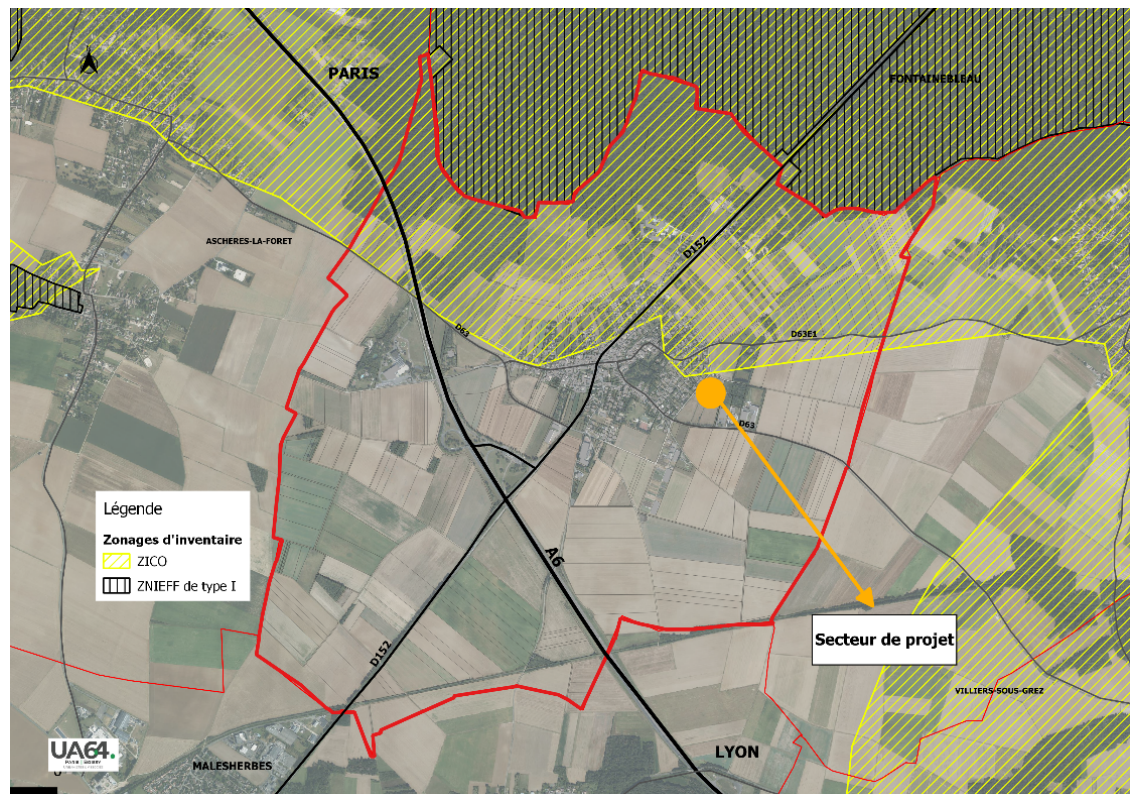 PARIS
FONTAINEBLEAU
ASCHERES-LA-FORET
D152
D63
D63E1
D63
Légende
Zonages d'inventaire
ZICO
ZNIEFF de type I
A6
Secteur de projet
D152
VILLIERS-SOUS-GREZ
UA64.
LYON
MALESHERBES